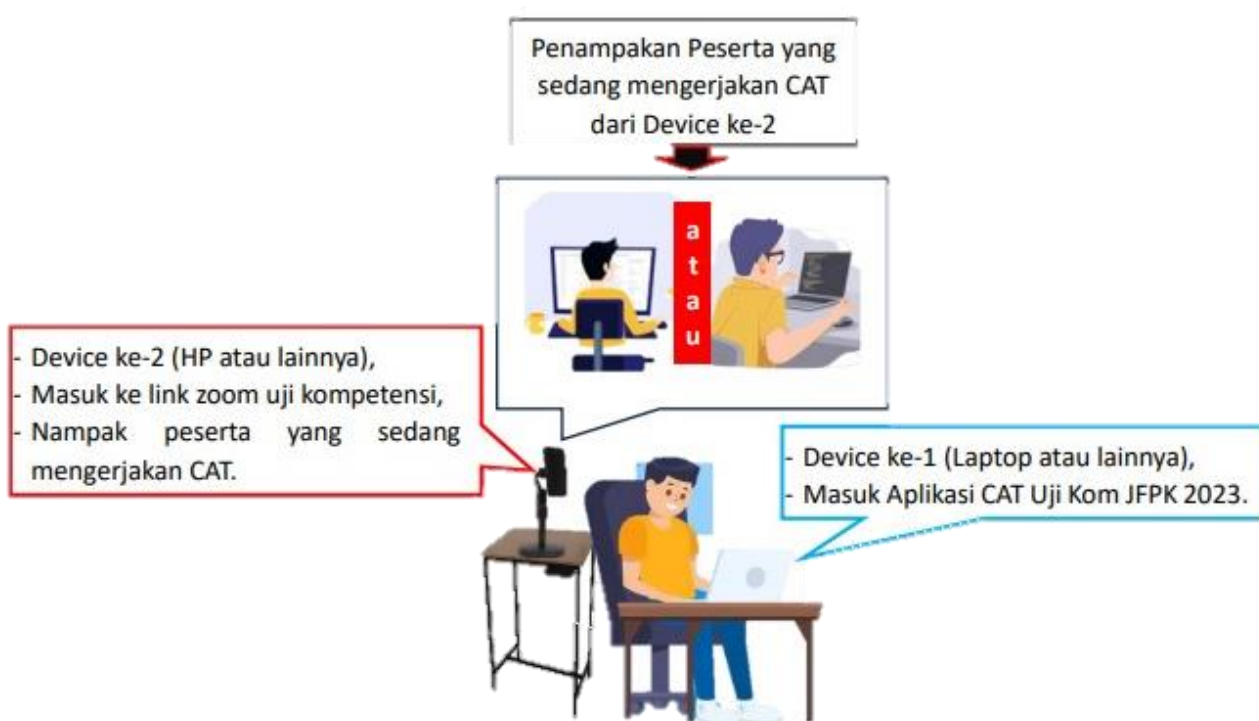 Penampakan Peserta yang
sedang mengerjakan CAT
dari Device ke-2
a
t
a
u
- Device ke-2 (HP atau lainnya),
- Masuk ke link zoom uji kompetensi,
- Nampak peserta yang sedang
mengerjakan CAT.
- Device ke-1 (Laptop atau lainnya),
- Masuk Aplikasi CAT Uji Kom JFPK 2023.